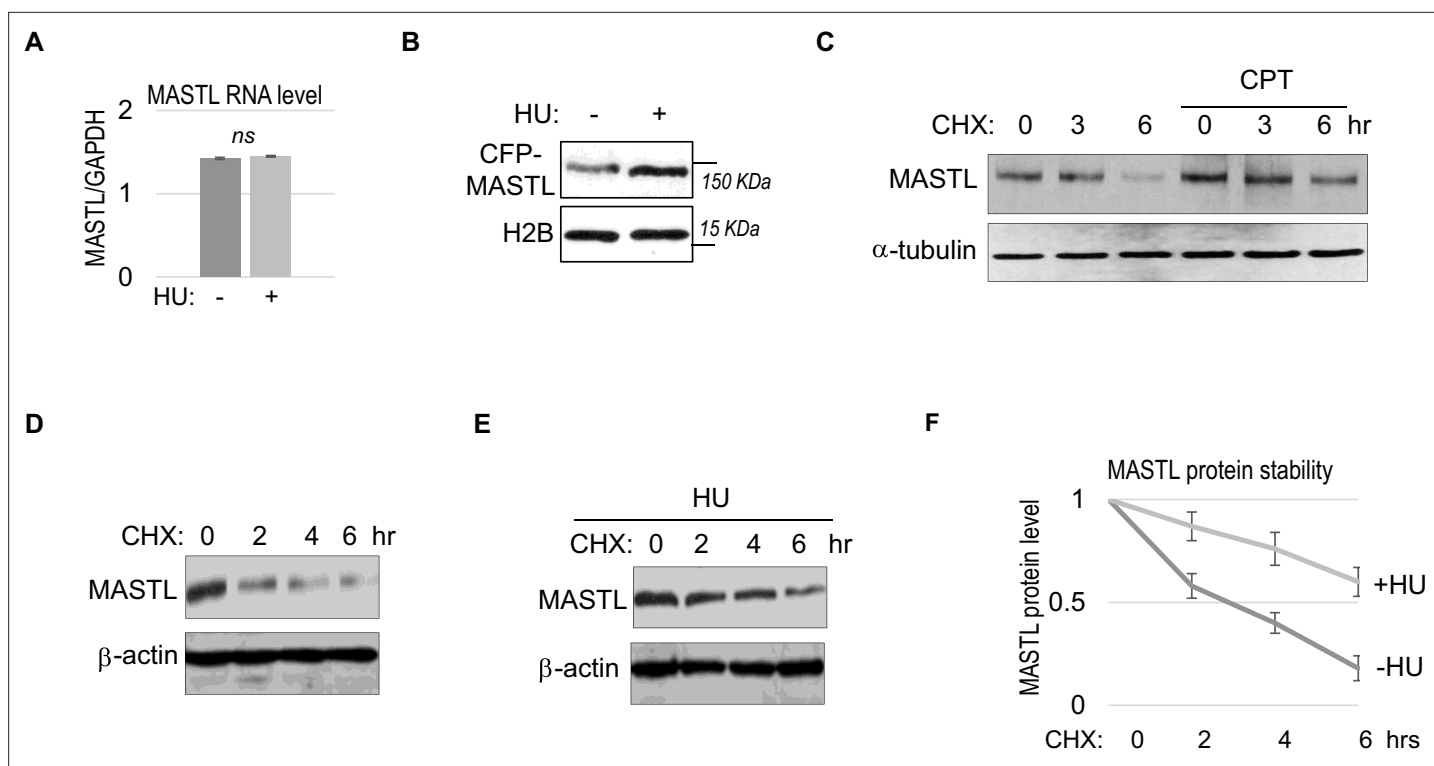 A
MASTL RNA level
MASTL/GAPDH
2
ns
1
0
HU: - +
B
HU: - +
CFP-
MASTL
150 KDa
H2B
15 KDa
C
CPT
CHX: 0 3 6 0 3 6 hr
MASTL
α-tubulin
D
CHX: 0 2 4 6 hr
MASTL
β-actin
E
HU
CHX: 0 2 4 6 hr
MASTL
β-actin
F
MASTL protein stability
MASTL protein level
1
0.5
0
+HU
-HU
CHX: 0 2 4 6 hrs